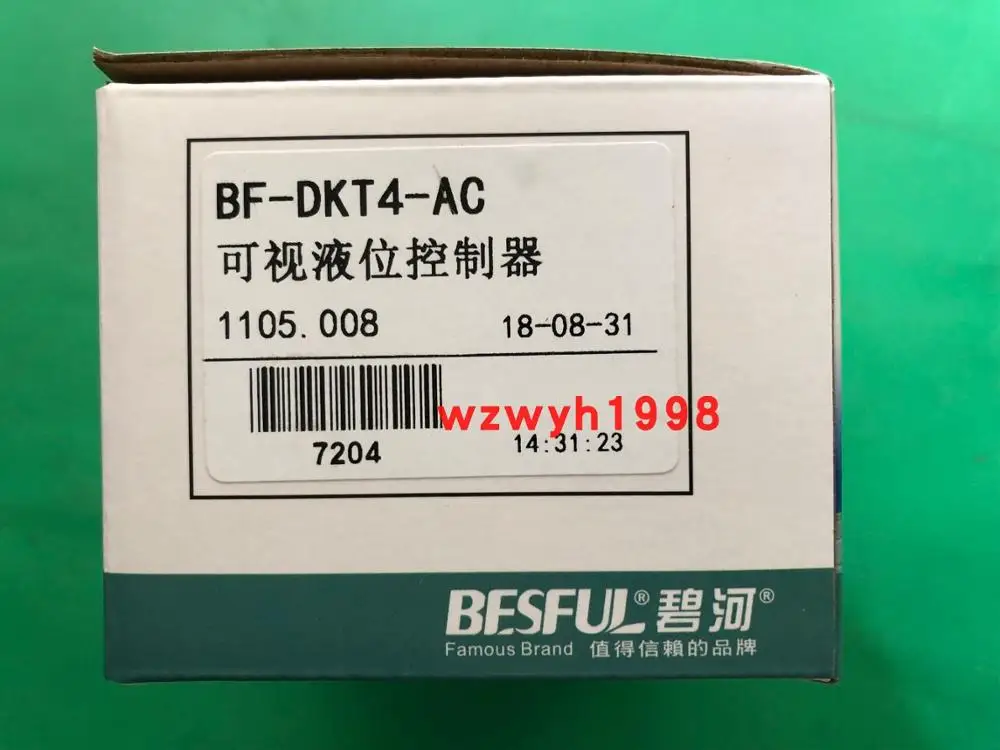 BF-DKT4-AC
可视液位控制器
1105.008 18-08-31
wzwyh1998
7204 14:31:23
BESFUL® 碧河®
Famous Brand 值得信賴的品牌